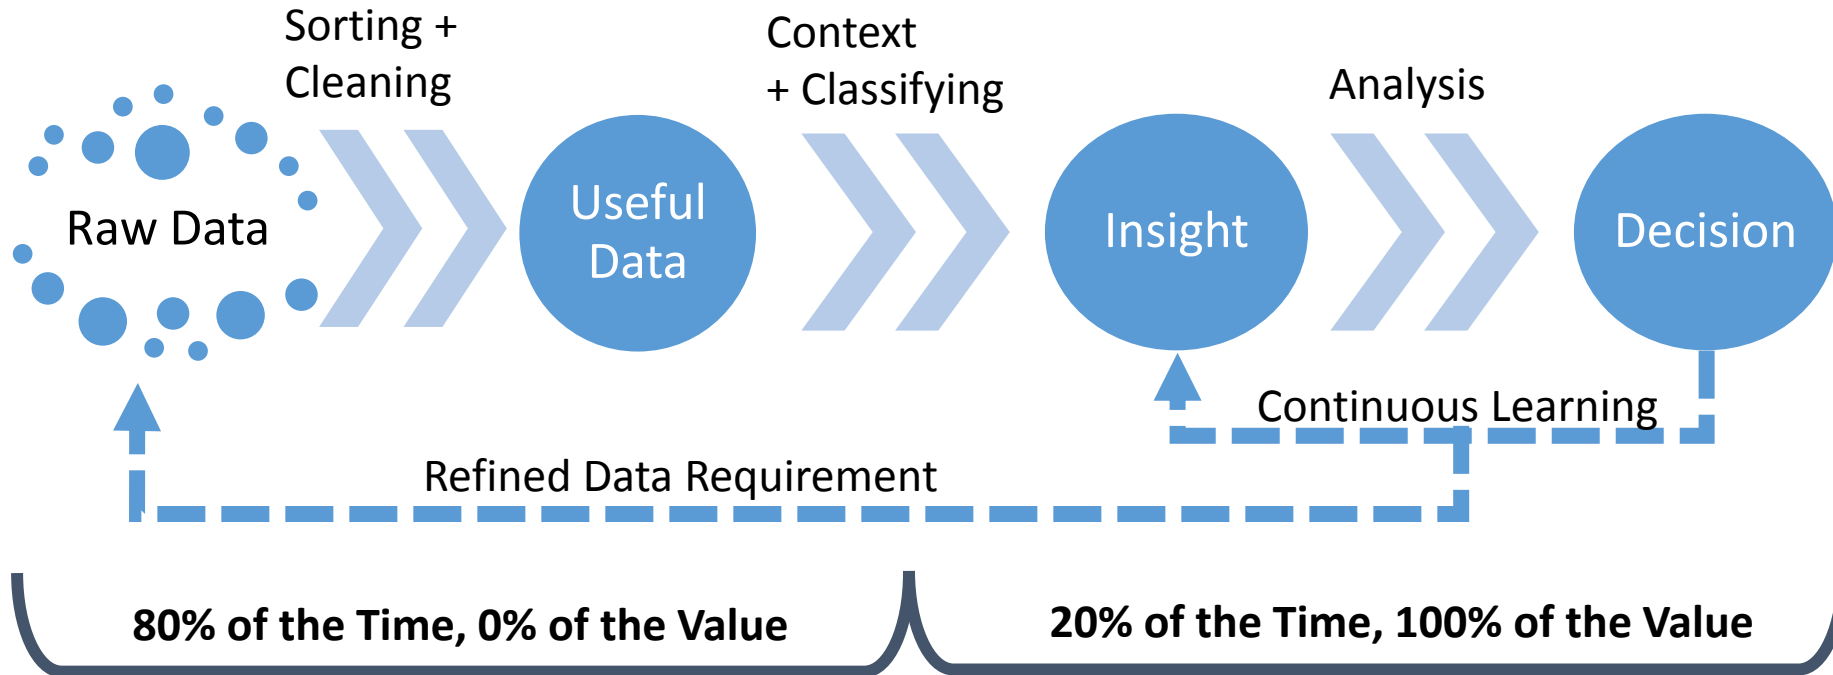 Sorting +
Cleaning
Context
+ Classifying
Analysis
Raw Data
Useful
Data
Insight
Decision
Continuous Learning
Refined Data Requirement
80% of the Time, 0% of the Value
20% of the Time, 100% of the Value